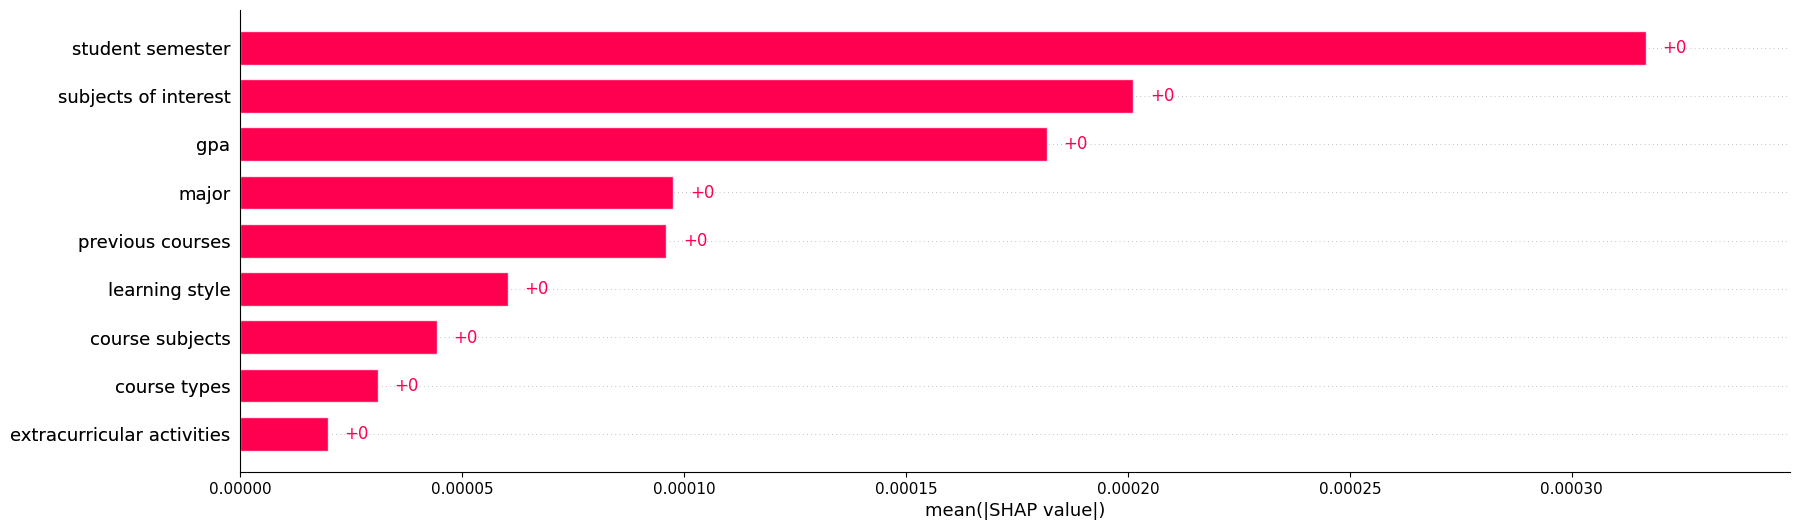 student semester +0
subjects of interest +0
gpa +0
major +0
previous courses +0
learning style +0
course subjects +0
course types +0
extracurricular activities +0
0.00000 0.00005 0.00010 0.00015 0.00020 0.00025 0.00030
mean(|SHAP value|)